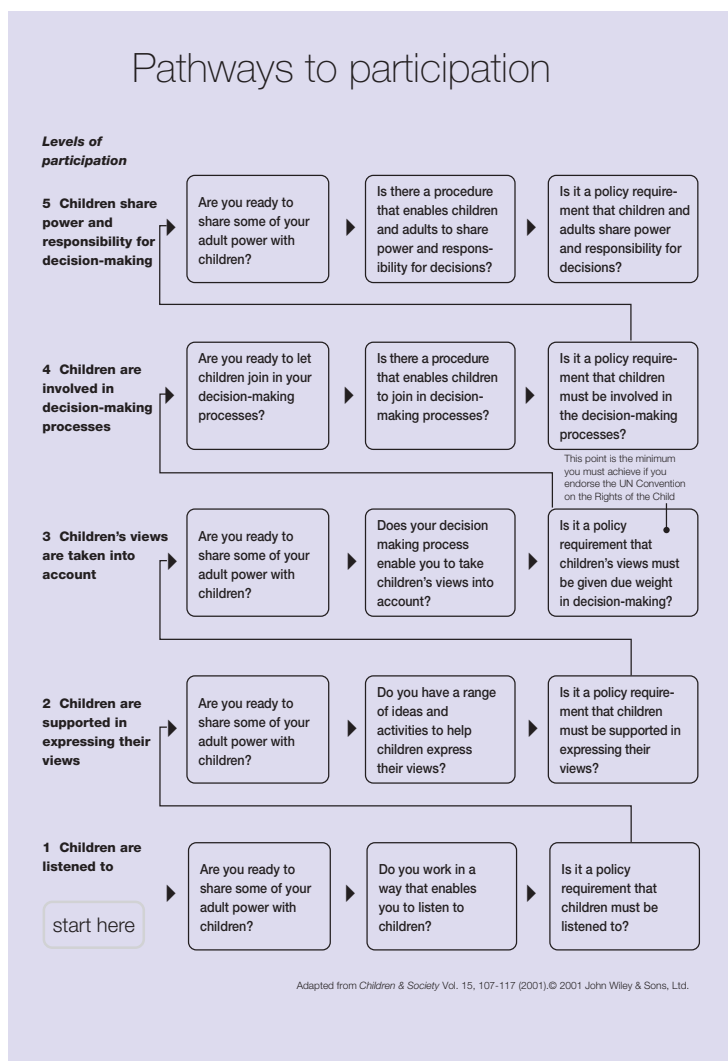 Pathways to participation
Levels of
participation
5 Children share
power and
responsibility for
decision-making
Are you ready to
share some of your
adult power with
children?
Is there a procedure
that enables children
and adults to share
power and respons-
ibility for decisions?
Is it a policy require-
ment that children and
adults share power
and responsibility for
decisions?
4 Children are
involved in
decision-making
processes
Are you ready to let
children join in your
decision-making
processes?
Is there a procedure
that enables children
to join in decision-
making processes?
Is it a policy require-
ment that children
must be involved in
the decision-making
processes?
This point is the minimum
you must achieve if you
endorse the UN Convention
on the Rights of the Child
3 Children’s views
are taken into
account
Are you ready to
share some of your
adult power with
children?
Does your decision
making process
enable you to take
children’s views into
account?
Is it a policy
requirement that
children’s views must
be given due weight
in decision-making?
2 Children are
supported in
expressing their
views
Are you ready to
share some of your
adult power with
children?
Do you have a range
of ideas and
activities to help
children express
their views?
Is it a policy require-
ment that children
must be supported in
expressing their
views?
1 Children are
listened to
start here
Are you ready to
share some of your
adult power with
children?
Do you work in a
way that enables
you to listen to
children?
Is it a policy
requirement that
children must be
listened to?
Adapted from Children & Society Vol. 15, 107-117 (2001).© 2001 John Wiley & Sons, Ltd.